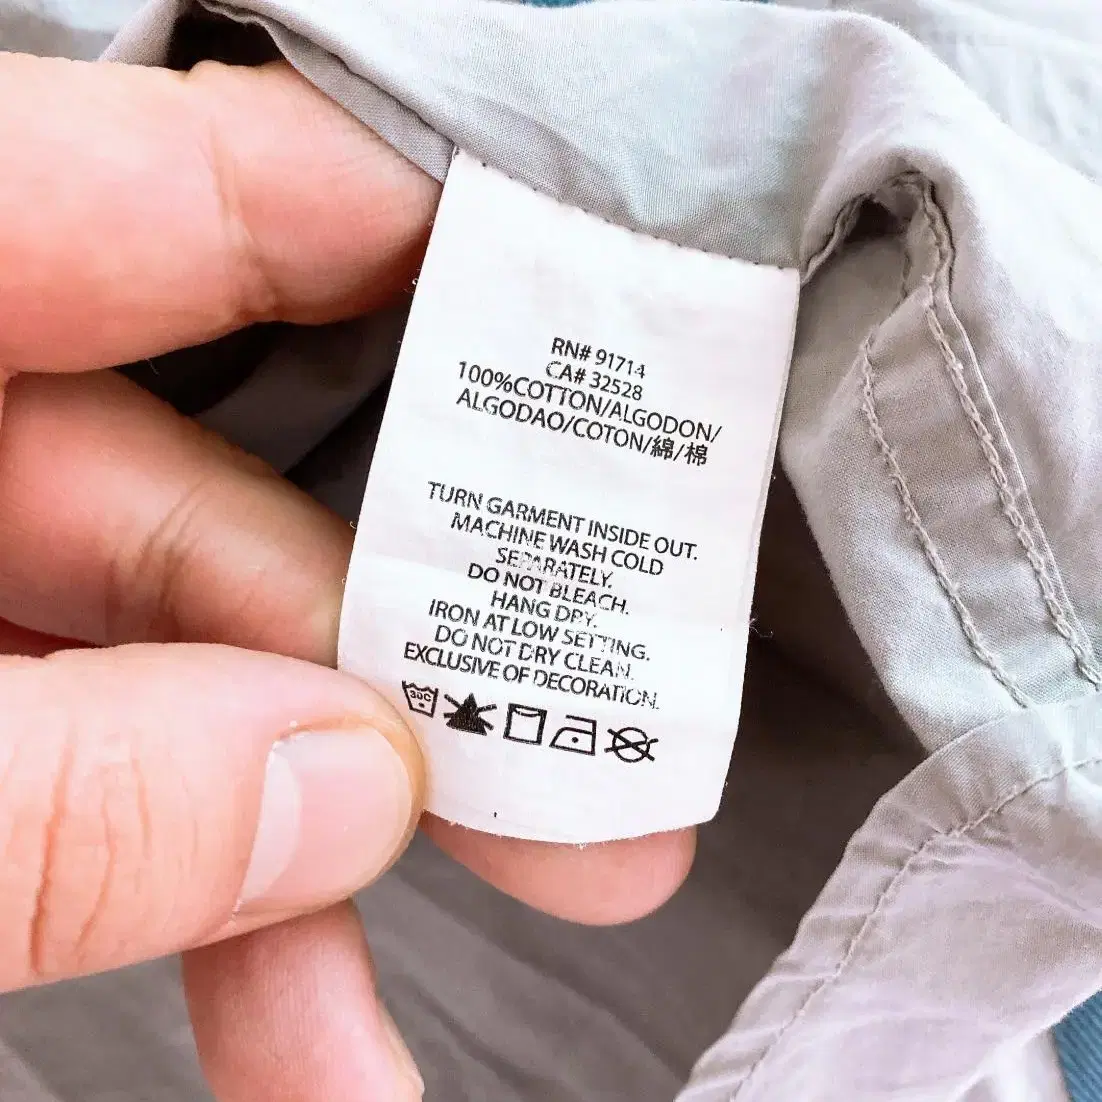 RN# 91714
CA# 32528
100%COTTON/ALGODON/
ALGODAO/COTON/綿/棉
TURN GARMENT INSIDE OUT.
MACHINE WASH COLD
SEPARATELY.
DO NOT BLEACH.
HANG DRY.
IRON AT LOW SETTING.
DO NOT DRY CLEAN.
EXCLUSIVE OF DECORATION.
30C